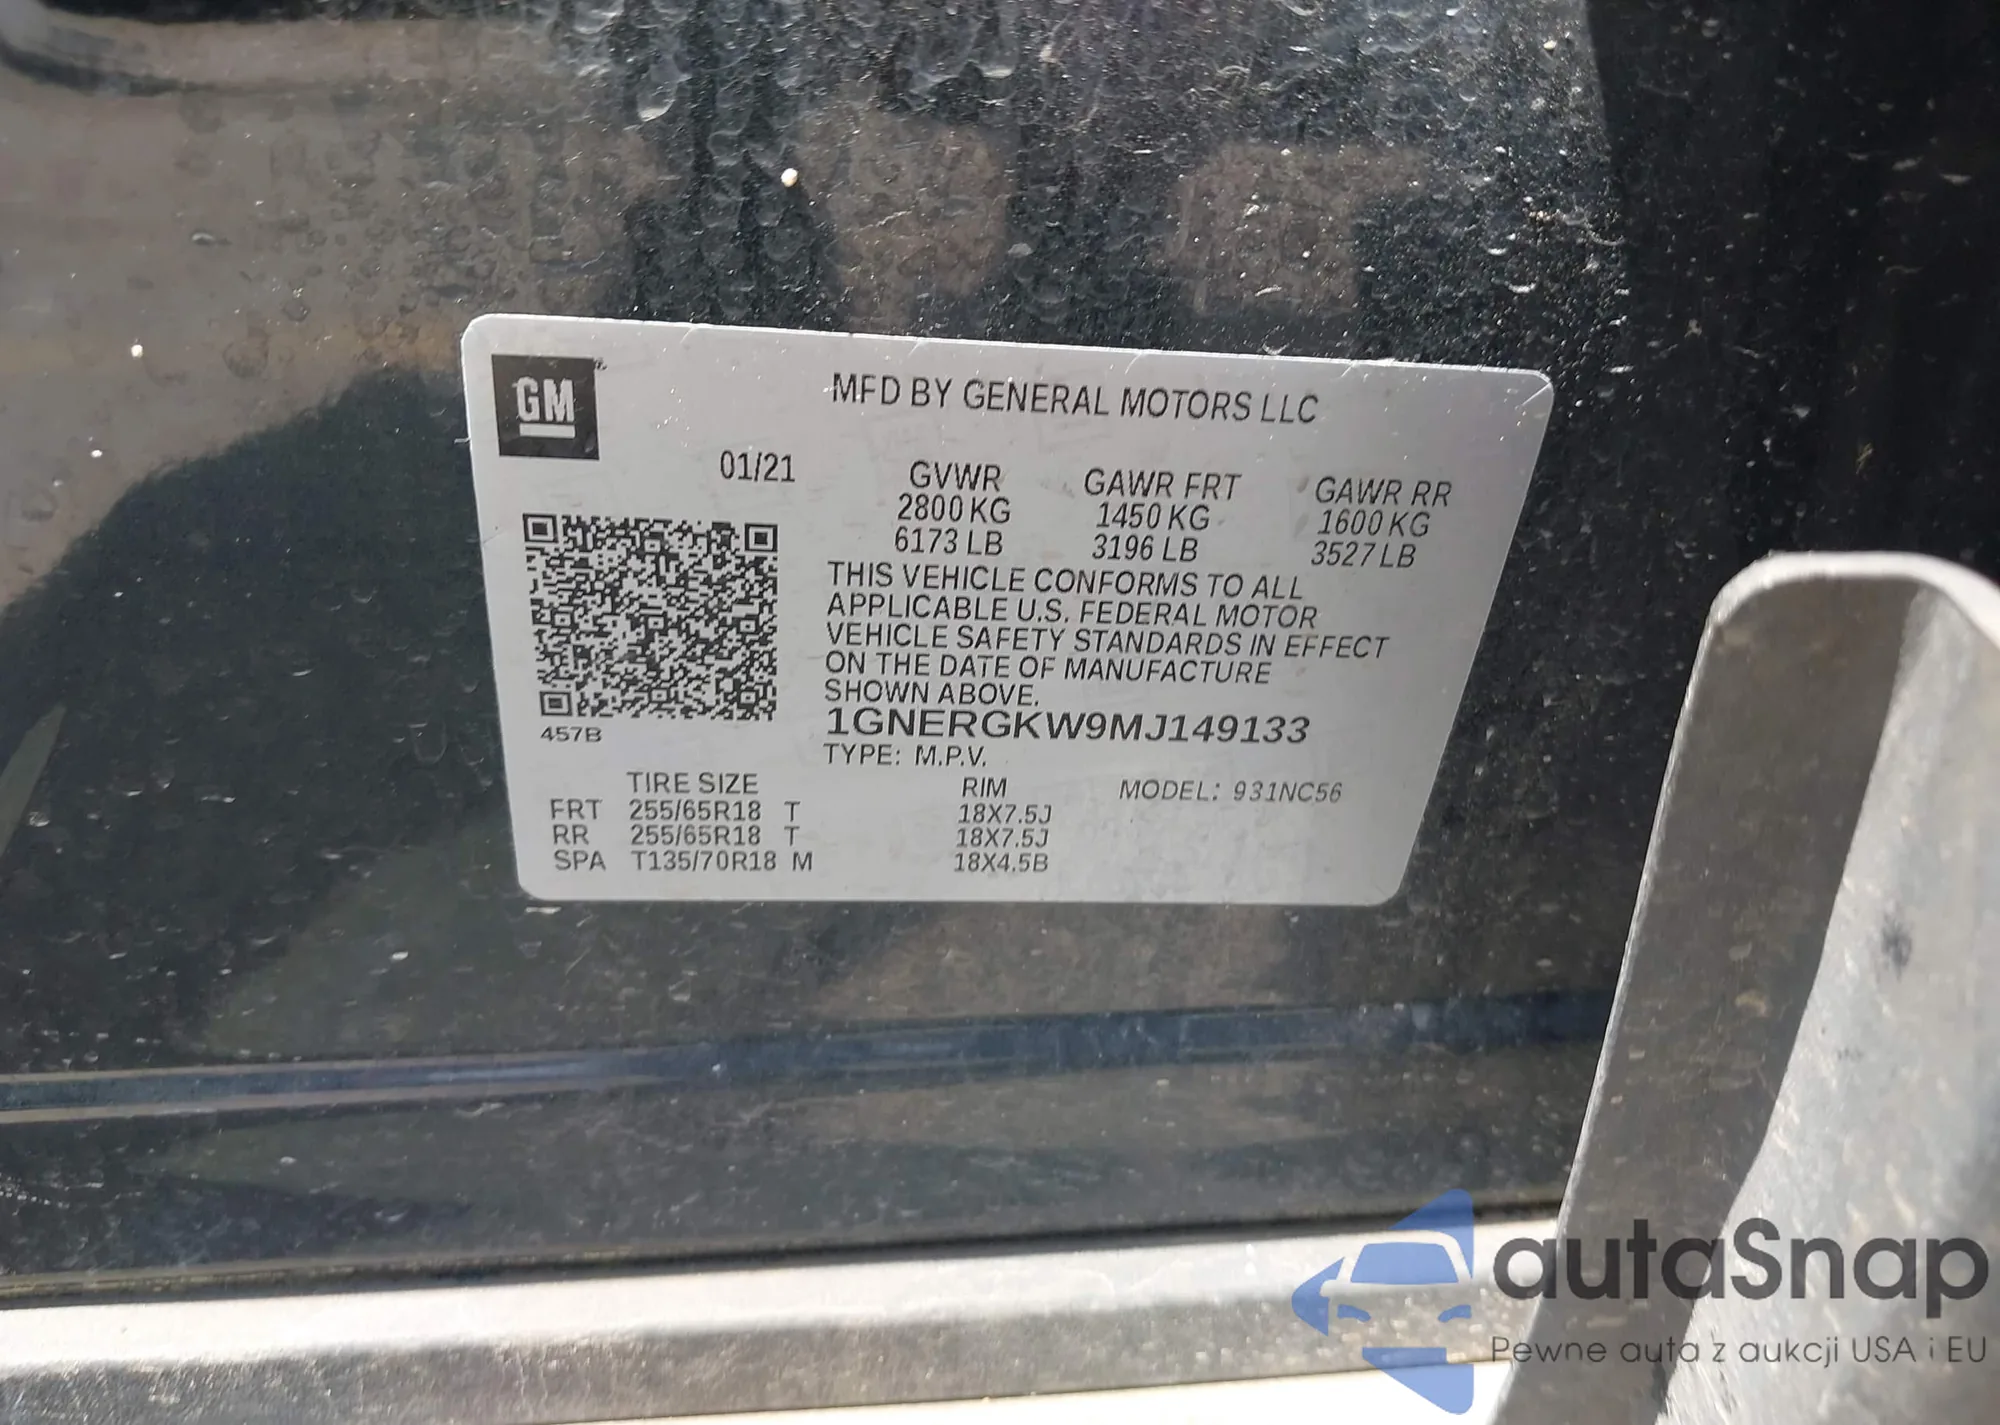 GM
MFD BY GENERAL MOTORS LLC
01/21
GVWR GAWR FRT GAWR RR
2800 KG 1450 KG 1600 KG
6173 LB 3196 LB 3527 LB
THIS VEHICLE CONFORMS TO ALL
APPLICABLE U.S. FEDERAL MOTOR
VEHICLE SAFETY STANDARDS IN EFFECT
ON THE DATE OF MANUFACTURE
SHOWN ABOVE.
1GNERGKW9MJ149133
457B
TYPE: M.P.V.
TIRE SIZE RIM MODEL: 931NC56
FRT 255/65R18 T 18X7.5J
RR 255/65R18 T 18X7.5J
SPA T135/70R18 M 18X4.5B
autaSnap
Pewne auta z aukcji USA i EU